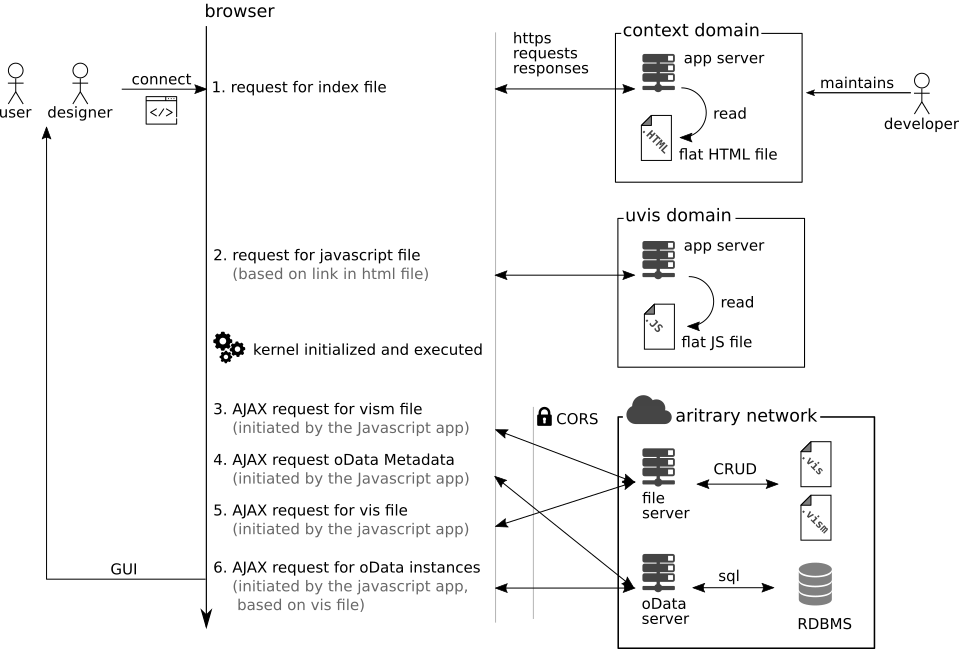 browser
https
requests
responses
context domain
app server
connect
</>
1. request for index file
maintains
user
designer
developer
read
.HTML
flat HTML file
uvis domain
app server
2. request for javascript file
(based on link in html file)
read
.JS
flat JS file
kernel initialized and executed
3. AJAX request for vism file
(initiated by the Javascript app)
CORS
aritrary network
4. AJAX request oData Metadata
(initiated by the Javascript app)
CRUD
.vis
file
server
5. AJAX request for vis file
(initiated by the javascript app)
.vism
GUI
6. AJAX request for oData instances
(initiated by the javascript app,
based on vis file)
sql
oData
server
RDBMS